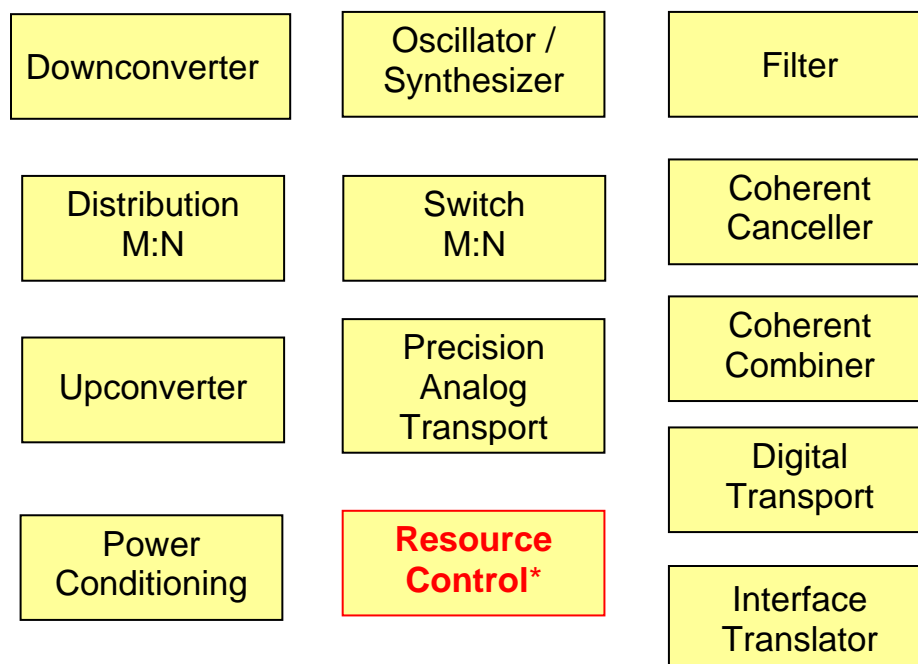 Downconverter
Oscillator /
Synthesizer
Filter
Distribution
M:N
Switch
M:N
Coherent
Canceller
Upconverter
Precision
Analog
Transport
Coherent
Combiner
Digital
Transport
Power
Conditioning
Resource
Control*
Interface
Translator